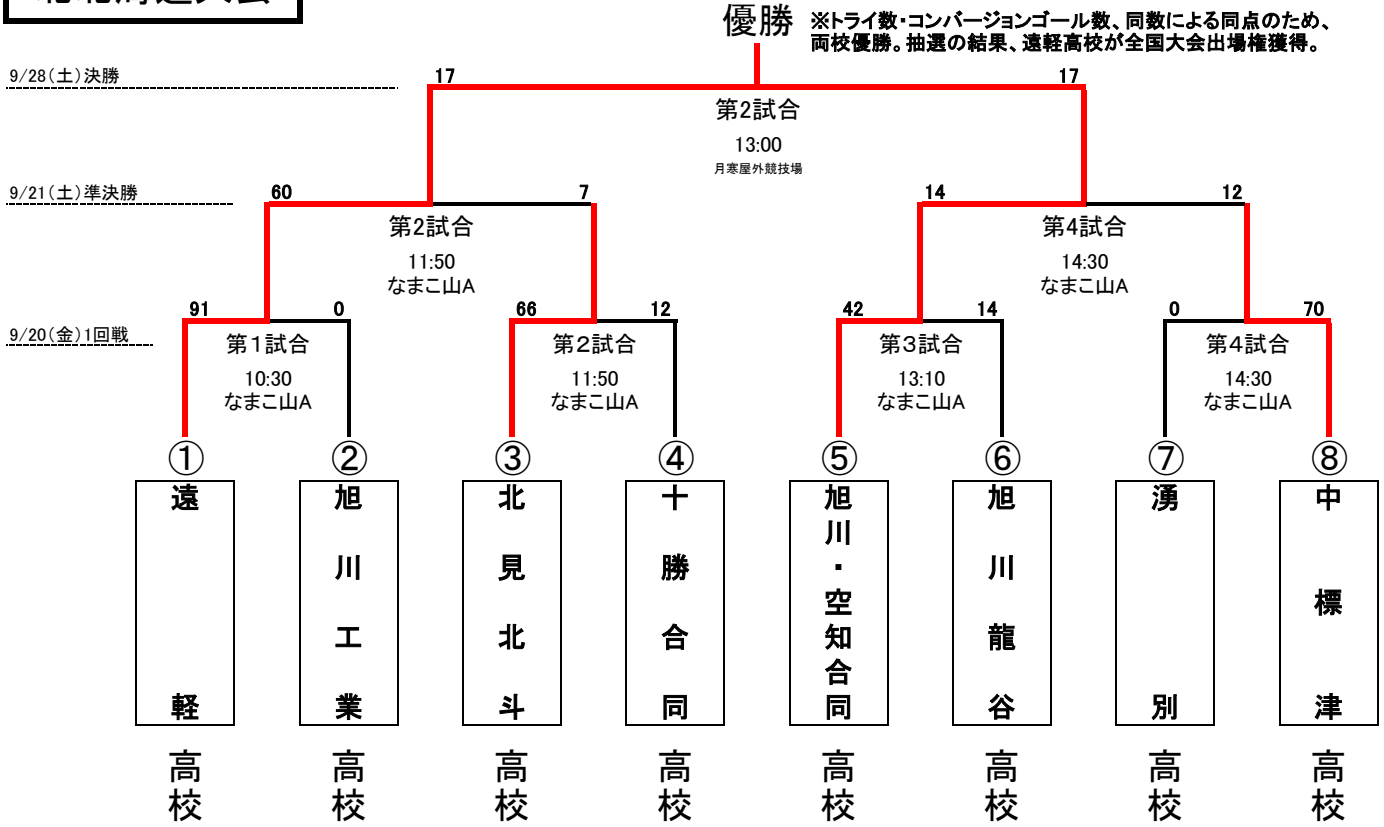 北北海道大会
優勝
※トライ数・コンバージョンゴール数、同数による同点のため、
両校優勝。抽選の結果、遠軽高校が全国大会出場権獲得。
9/28(土)決勝
17
17
第2試合
13:00
月寒屋外競技場
9/21(土)準決勝
60
7
14
12
第2試合
11:50
なまこ山A
第4試合
14:30
なまこ山A
9/20(金)1回戦
91
0
66
12
42
14
0
70
第1試合
10:30
なまこ山A
第2試合
11:50
なまこ山A
第3試合
13:10
なまこ山A
第4試合
14:30
なまこ山A
①
②
③
④
⑤
⑥
⑦
⑧
遠軽
高校
旭川工業
高校
北見北斗
高校
十勝合同
高校
旭川・空知合同
高校
旭川龍谷
高校
湧別
高校
中標津
高校